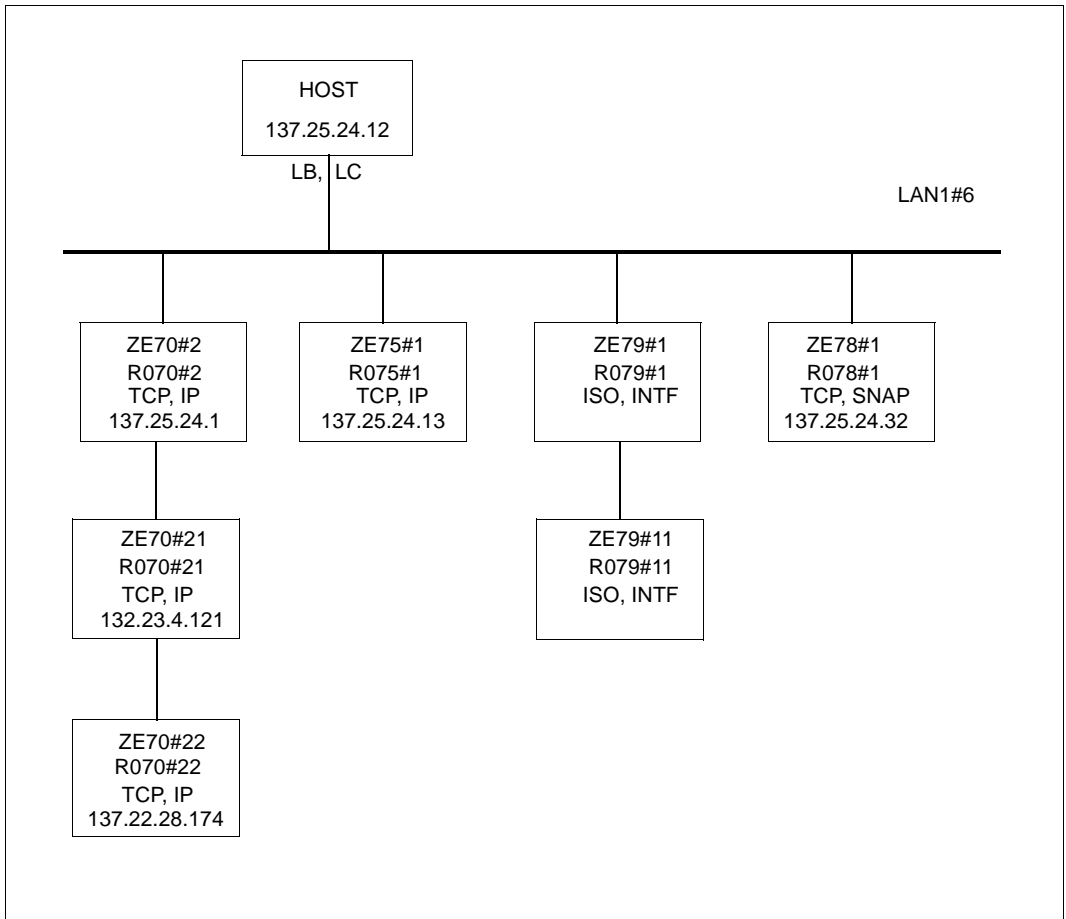 HOST
137.25.24.12
LB, LC
LAN1#6
ZE70#2
R070#2
TCP, IP
137.25.24.1
ZE75#1
R075#1
TCP, IP
137.25.24.13
ZE79#1
R079#1
ISO, INTF
ZE78#1
R078#1
TCP, SNAP
137.25.24.32
ZE70#21
R070#21
TCP, IP
132.23.4.121
ZE79#11
R079#11
ISO, INTF
ZE70#22
R070#22
TCP, IP
137.22.28.174